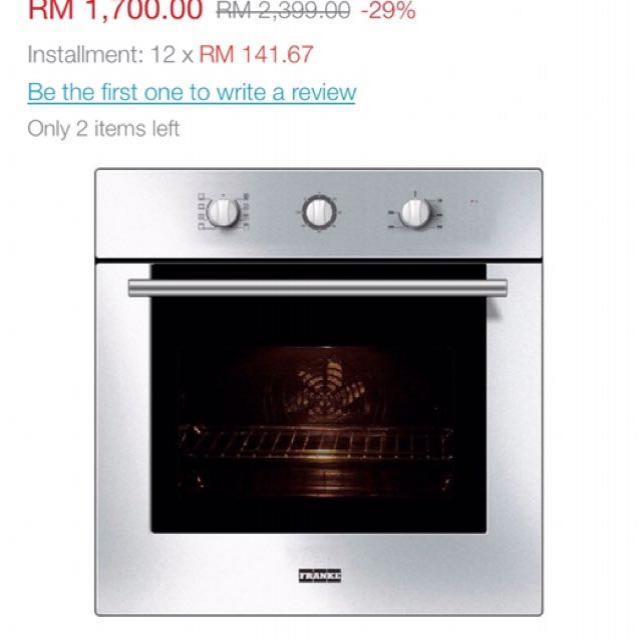 RM 1,700.00 RM 2,399.00 -29%
Installment: 12 x RM 141.67
Be the first one to write a review
Only 2 items left
FRANKE